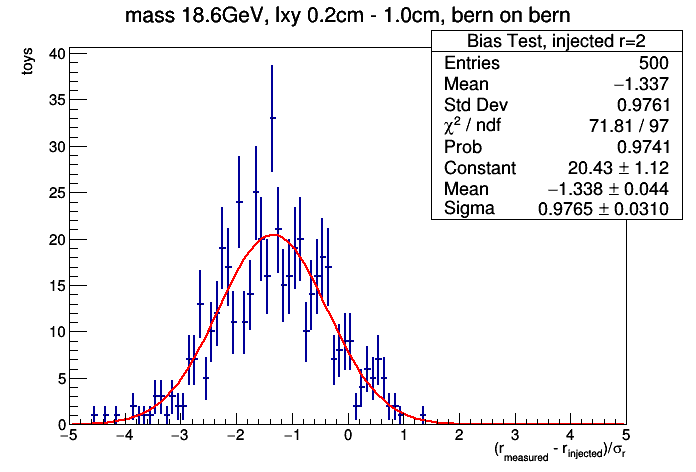 mass 18.6GeV, lxy 0.2cm - 1.0cm, bern on bern
toys
Bias Test, injected r=2
Entries 500
Mean −1.337
Std Dev 0.9761
χ² / ndf 71.81 / 97
Prob 0.9741
Constant 20.43 ± 1.12
Mean −1.338 ± 0.044
Sigma 0.9765 ± 0.0310
40
35
30
25
20
15
10
5
0
−5 −4 −3 −2 −1 0 1 2 3 4 5
(r_measured - r_injected)/σ_r